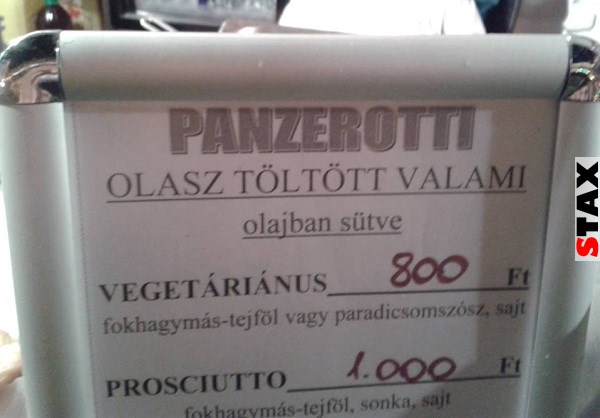 PANZEROTTI
OLASZ TÖLTÖTT VALAMI
olajban sütve
VEGETÁRIÁNUS 800 Ft
fokhagymás-tejföl vagy paradicsomszósz, sajt
PROSCIUTTO 1.000 Ft
fokhagymás-tejföl, sonka, sajt
STAX